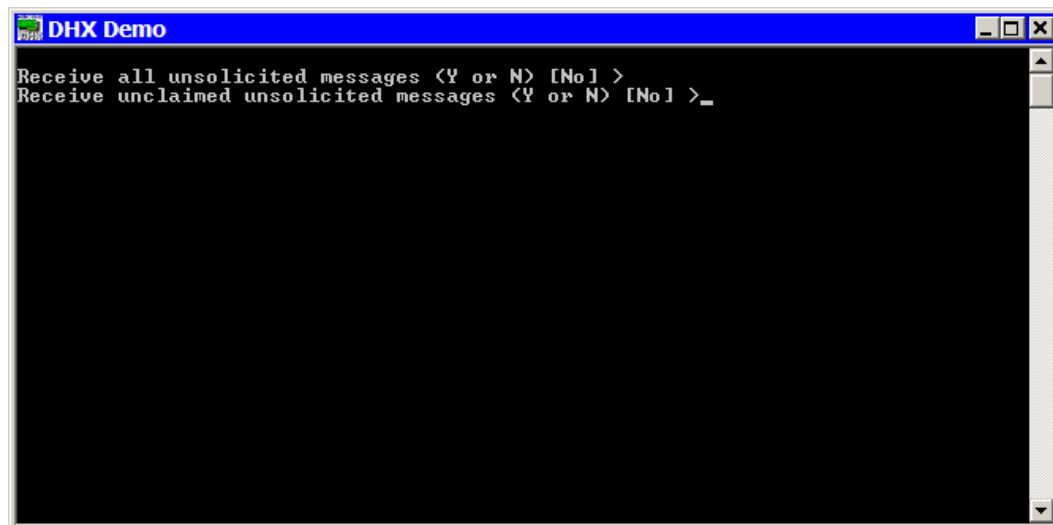 DHX Demo
Receive all unsolicited messages (Y or N) [No] >
Receive unclaimed unsolicited messages (Y or N) [No] >_